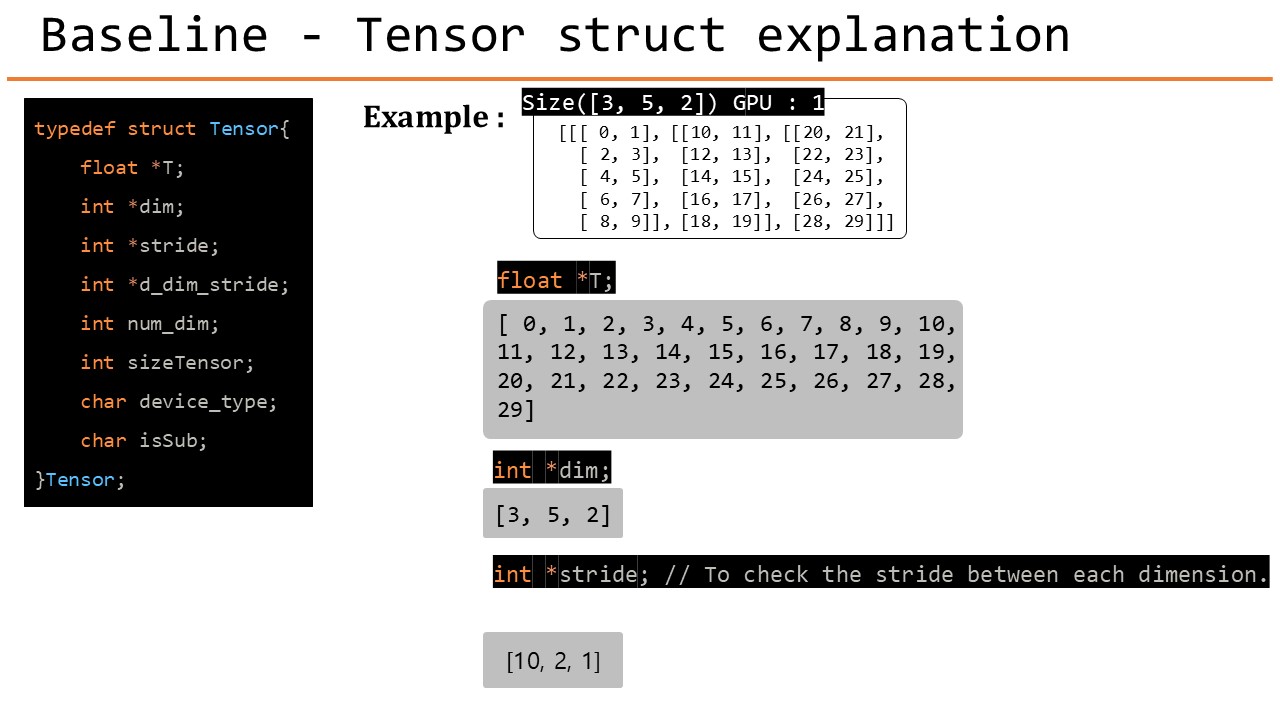 Baseline - Tensor struct explanation
typedef struct Tensor{
float *T;
int *dim;
int *stride;
int *d_dim_stride;
int num_dim;
int sizeTensor;
char device_type;
char isSub;
}Tensor;
Example :
Size([3, 5, 2]) GPU : 1
[[[ 0, 1], [[10, 11], [[20, 21],
[ 2, 3], [12, 13], [22, 23],
[ 4, 5], [14, 15], [24, 25],
[ 6, 7], [16, 17], [26, 27],
[ 8, 9]], [18, 19]], [28, 29]]]
float *T;
[ 0, 1, 2, 3, 4, 5, 6, 7, 8, 9, 10,
11, 12, 13, 14, 15, 16, 17, 18, 19,
20, 21, 22, 23, 24, 25, 26, 27, 28,
29]
int *dim;
[3, 5, 2]
int *stride; // To check the stride between each dimension.
[10, 2, 1]